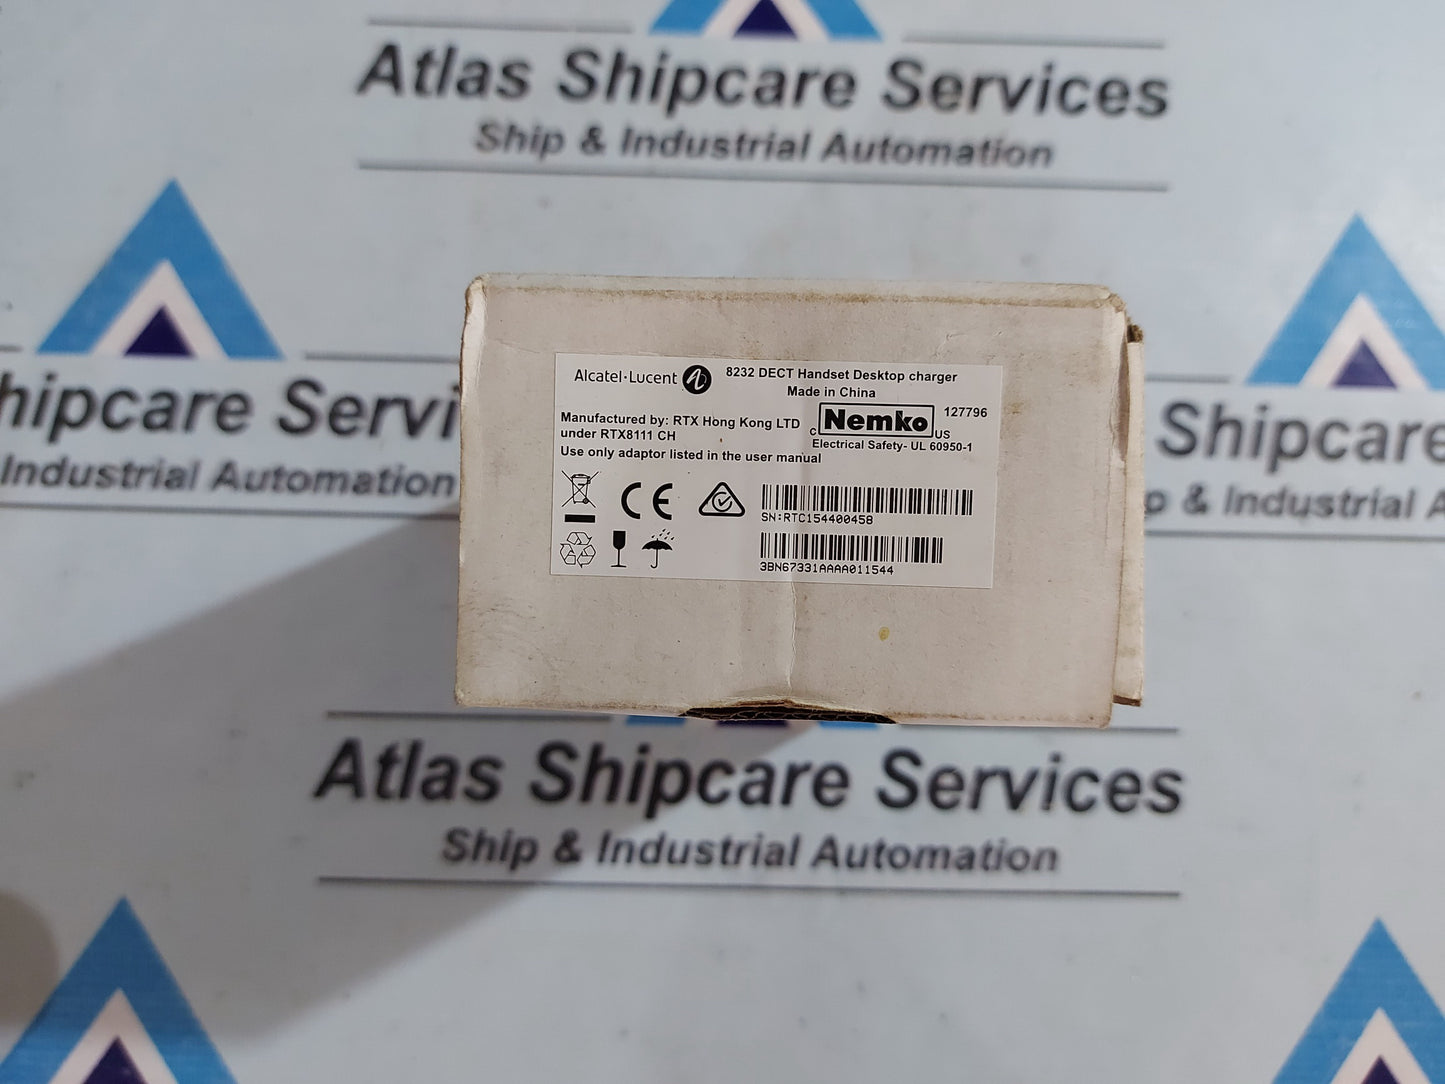 Atlas Shipcare Services
Ship & Industrial Automation
hipcare Servi
Industrial Automation
Shipcare
p & Industrial A
Alcatel·Lucent
8232 DECT Handset Desktop charger
Made in China
Manufactured by: RTX Hong Kong LTD
under RTX8111 CH
Use only adaptor listed in the user manual
C Nemko US
127796
Electrical Safety- UL 60950-1
CE
SN:RTC154400458
3BN67331AAAA011544
Atlas Shipcare Services
Ship & Industrial Automation